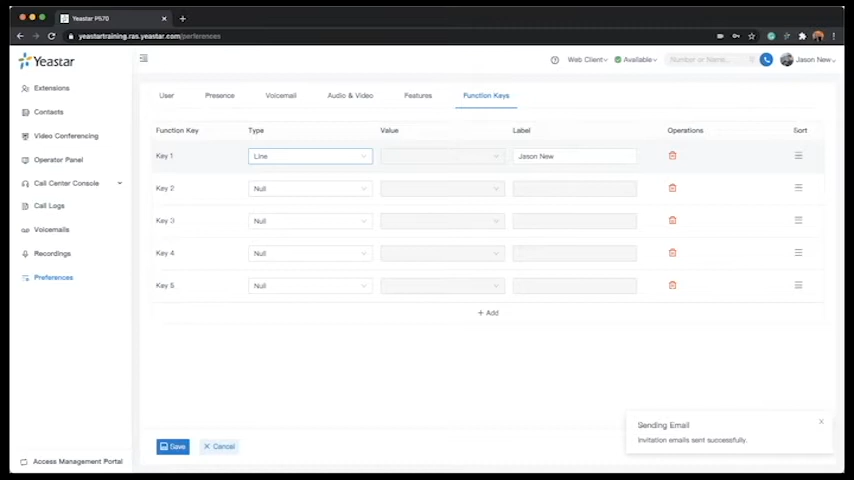 Yeastar P570
yeastartraining.ras.yeastar.com/perferences
Yeastar
Web Client
Available
Number or Name...
Jason New
Extensions
Contacts
Video Conferencing
Operator Panel
Call Center Console
Call Logs
Voicemails
Recordings
Preferences
Access Management Portal
User Presence Voicemail Audio & Video Features Function Keys
Function Key Type Value Label Operations Sort
Key 1 Line Jason New
Key 2 Null
Key 3 Null
Key 4 Null
Key 5 Null
+ Add
Save Cancel
Sending Email
Invitation emails sent successfully.